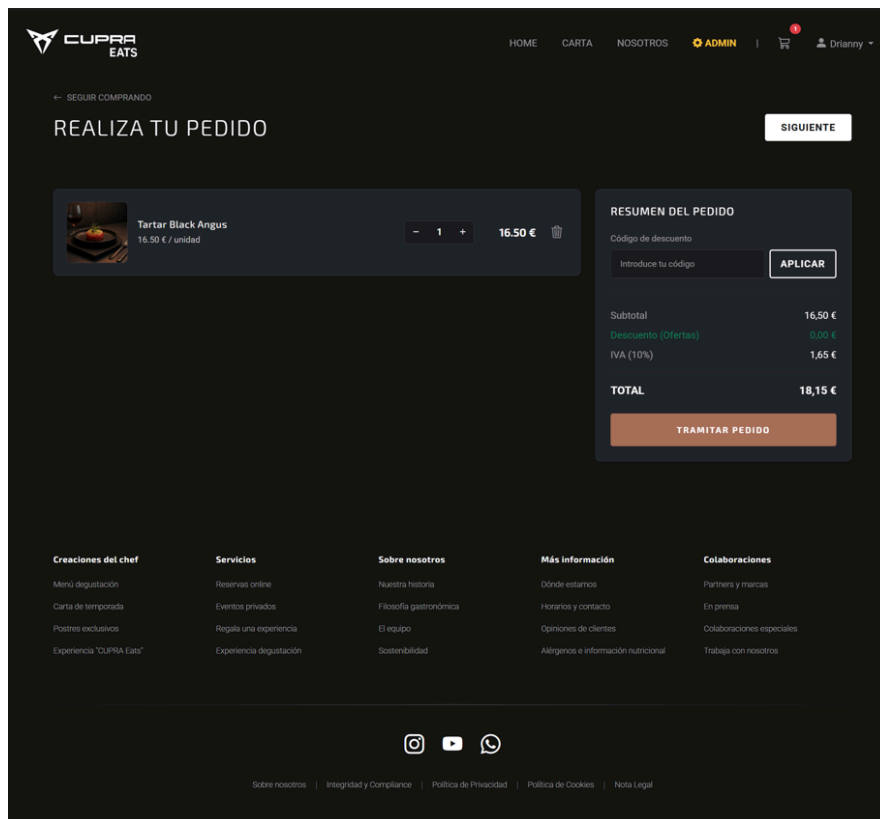 CUPRA
EATS
HOME CARTA NOSOTROS ADMIN | 1 Drianny
← SEGUIR COMPRANDO
REALIZA TU PEDIDO
SIGUIENTE
Tartar Black Angus
16.50 € / unidad
− 1 + 16.50 €
RESUMEN DEL PEDIDO
Código de descuento
Introduce tu código APLICAR
Subtotal 16,50 €
Descuento (Ofertas) 0,00 €
IVA (10%) 1,65 €
TOTAL 18,15 €
TRAMITAR PEDIDO
Creaciones del chef Servicios Sobre nosotros Más información Colaboraciones
Menú degustación Reservas online Nuestra historia Dónde estamos Partners y marcas
Carta de temporada Eventos privados Filosofía gastronómica Horarios y contacto En prensa
Postres exclusivos Regala una experiencia El equipo Opiniones de clientes Colaboraciones especiales
Experiencia "CUPRA Eats" Experiencia degustación Sostenibilidad Alérgenos e información nutricional Trabaja con nosotros
Sobre nosotros | Integridad y Compliance | Política de Privacidad | Política de Cookies | Nota Legal